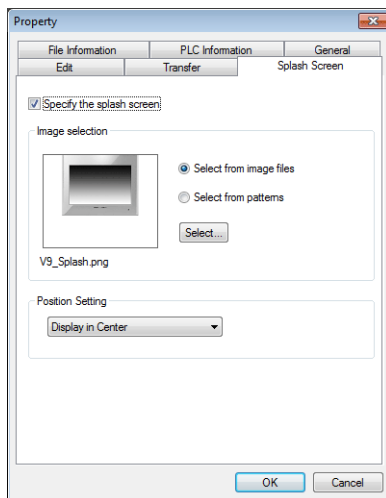 Property
File Information
PLC Information
General
Edit
Transfer
Splash Screen
Specify the splash screen
Image selection
Select from image files
Select from patterns
Select...
V9_Splash.png
Position Setting
Display in Center
OK
Cancel